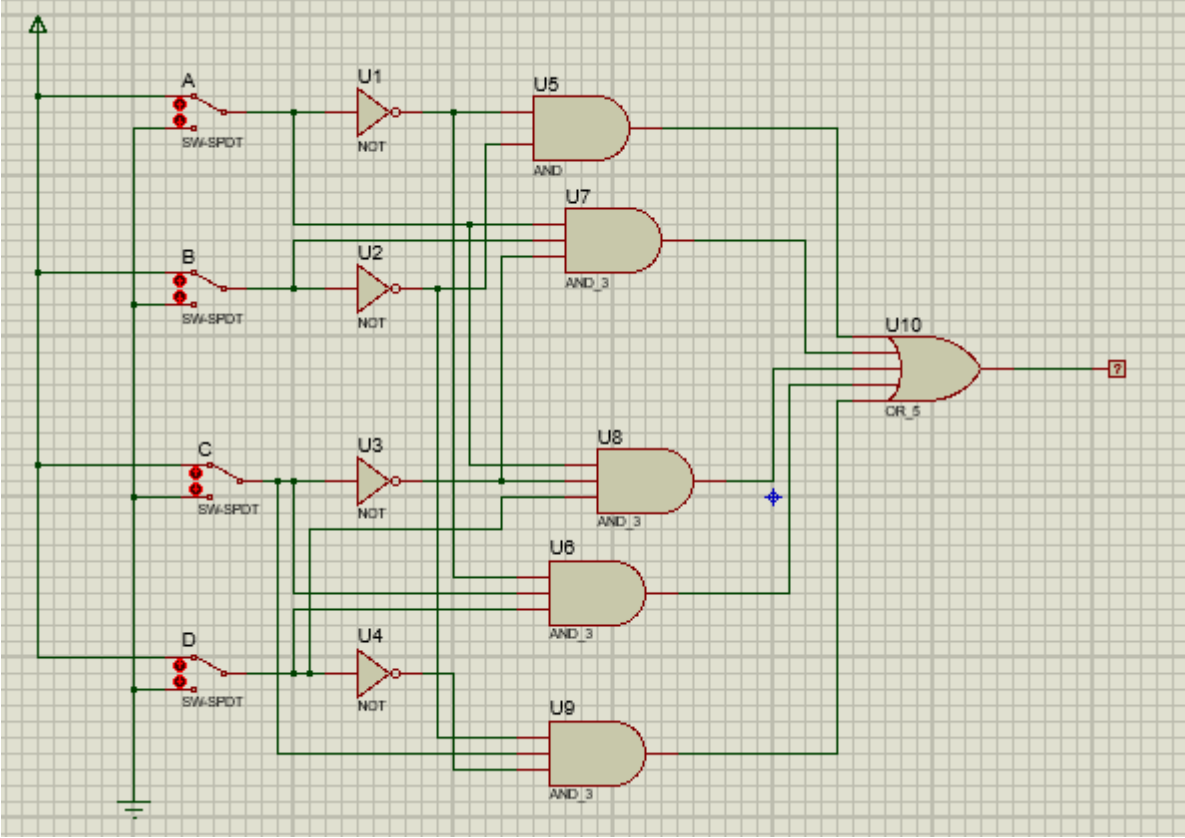 A
SW-SPDT
U1
NOT
U5
AND
U7
AND_3
B
SW-SPDT
U2
NOT
U10
OR_5
?
C
SW-SPDT
U3
NOT
U8
AND_3
U6
AND_3
D
SW-SPDT
U4
NOT
U9
AND_3